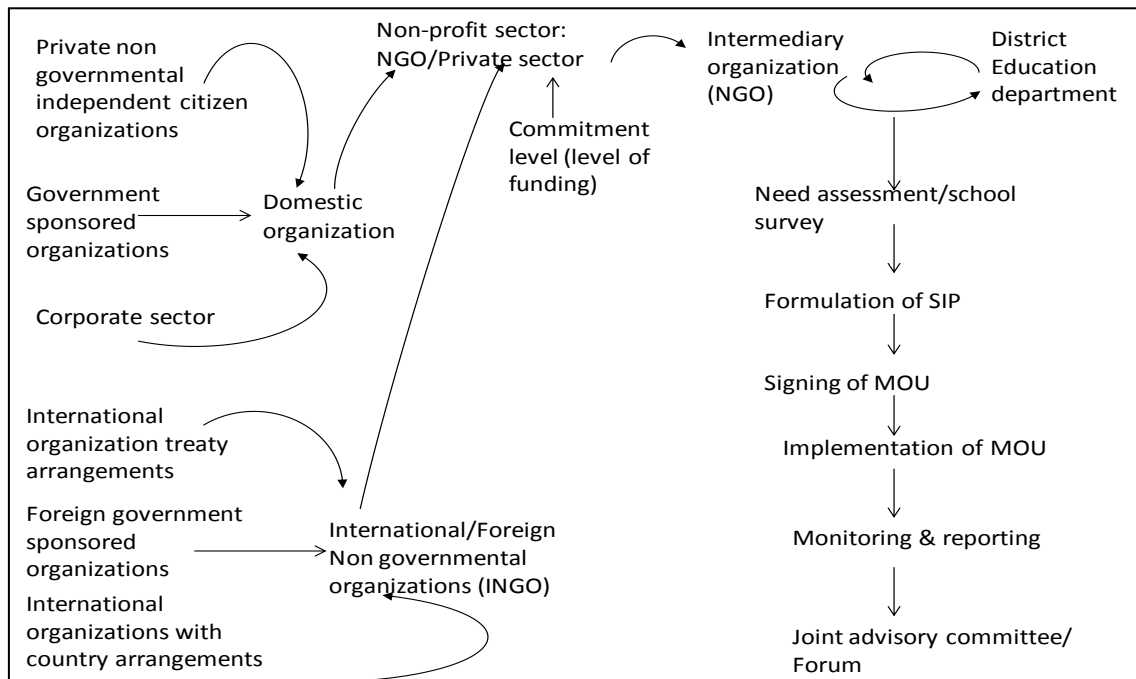 Private non
governmental
independent citizen
organizations
Non-profit sector:
NGO/Private sector
Intermediary
organization
(NGO)
District
Education
department
Commitment
level (level of
funding)
Government
sponsored
organizations
Domestic
organization
Need assessment/school
survey
Corporate sector
Formulation of SIP
Signing of MOU
International
organization treaty
arrangements
Implementation of MOU
Foreign government
sponsored
organizations
International/Foreign
Non governmental
organizations (INGO)
Monitoring & reporting
International
organizations with
country arrangements
Joint advisory committee/
Forum